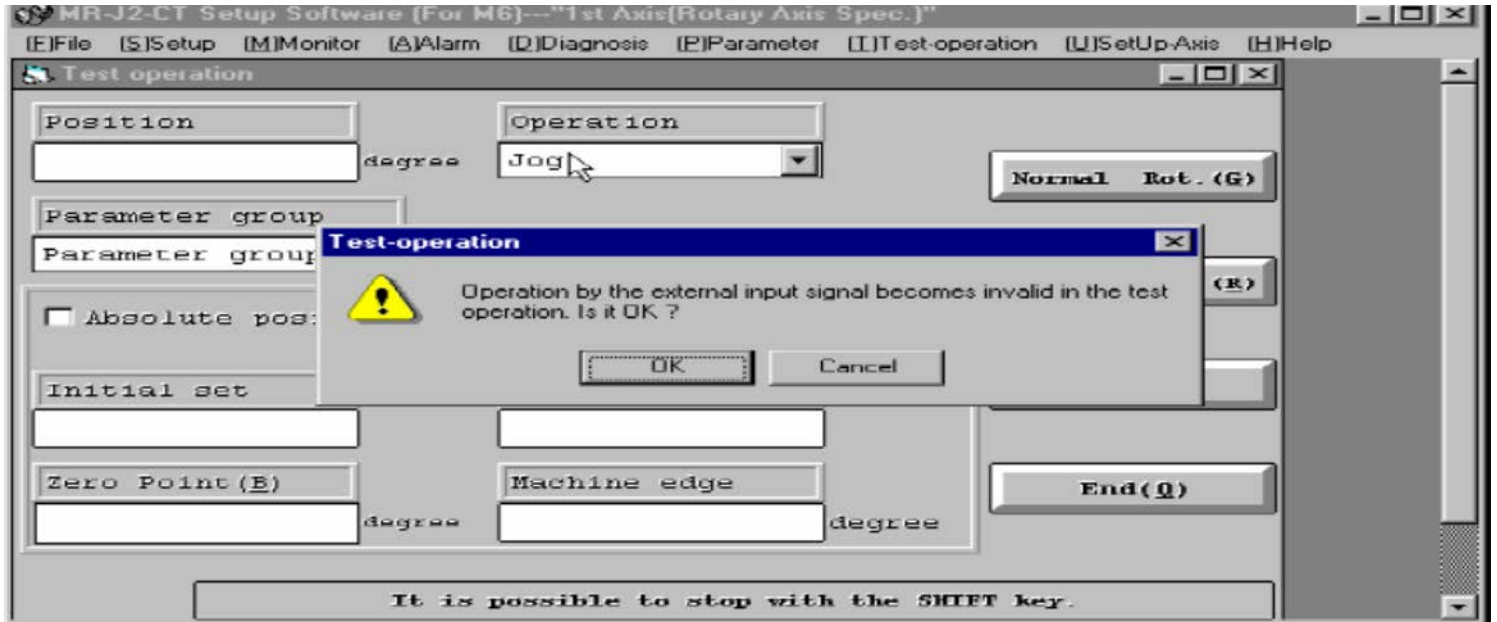 MR-J2-CT Setup Software (For M6)---"1st Axis(Rotary Axis Spec.)"
[F]File [S]Setup [M]Monitor [A]Alarm [D]Diagnosis [P]Parameter [T]Test-operation [U]SetUp-Axis [H]Help
Test operation
Position
Operation
degree
Jog
Normal Rot.(G)
Parameter group
Parameter group
Test-operation
(R)
Operation by the external input signal becomes invalid in the test
operation. Is it OK ?
Absolute pos
OK
Cancel
Initial set
Zero Point(B)
Machine edge
degree
degree
End(Q)
It is possible to stop with the SHIFT key.